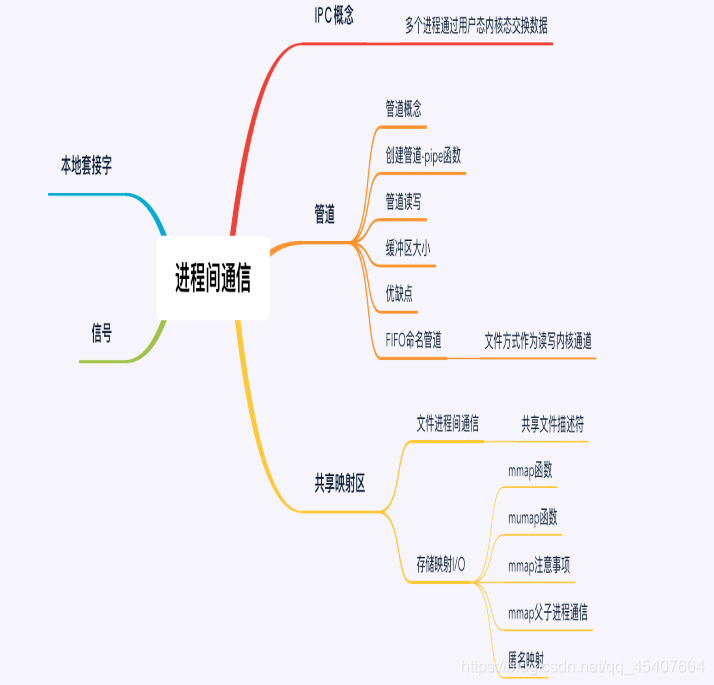 IPC概念
多个进程通过用户态内核态交换数据
管道概念
创建管道-pipe函数
本地套接字
管道读写
管道
缓冲区大小
进程间通信
优缺点
信号
FIFO命名管道
文件方式作为读写内核通道
文件进程间通信
共享文件描述符
mmap函数
共享映射区
mumap函数
存储映射I/O
mmap注意事项
mmap父子进程通信
匿名映射
https://blog.csdn.net/qq_45407664